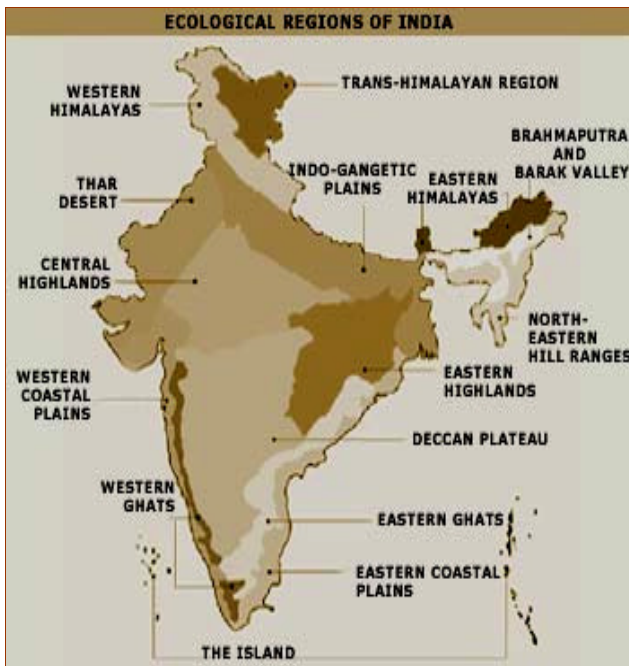 ECOLOGICAL REGIONS OF INDIA
WESTERN
HIMALAYAS
TRANS-HIMALAYAN REGION
BRAHMAPUTRA
AND
BARAK VALLEY
INDO-GANGETIC
PLAINS
EASTERN
HIMALAYAS
THAR
DESERT
CENTRAL
HIGHLANDS
NORTH-
EASTERN
HILL RANGES
WESTERN
COASTAL
PLAINS
EASTERN
HIGHLANDS
DECCAN PLATEAU
WESTERN
GHATS
EASTERN GHATS
EASTERN COASTAL
PLAINS
THE ISLAND